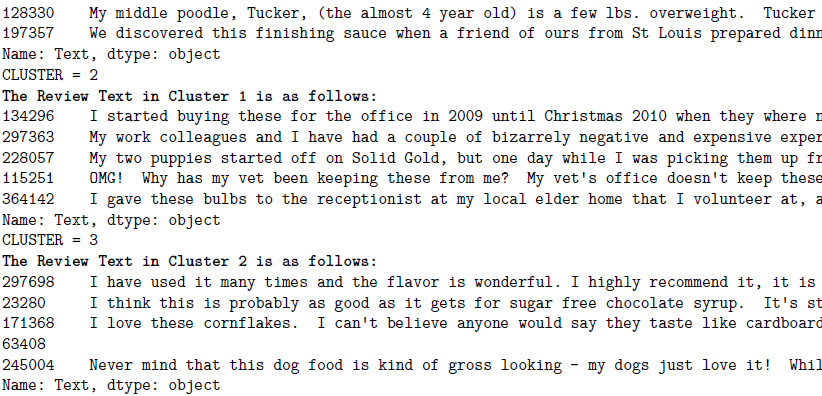 128330    My middle poodle, Tucker, (the almost 4 year old) is a few lbs. overweight.  Tucker
197357    We discovered this finishing sauce when a friend of ours from St Louis prepared dinn
Name: Text, dtype: object
CLUSTER = 2
The Review Text in Cluster 1 is as follows:
134296    I started buying these for the office in 2009 until Christmas 2010 when they where
297363    My work colleagues and I have had a couple of bizarrely negative and expensive exper
228057    My two puppies started off on Solid Gold, but one day while I was picking them up fr
115251    OMG!  Why has my vet been keeping these from me?  My vet's office doesn't keep these
364142    I gave these bulbs to the receptionist at my local elder home that I volunteer at, a
Name: Text, dtype: object
CLUSTER = 3
The Review Text in Cluster 2 is as follows:
297698    I have used it many times and the flavor is wonderful. I highly recommend it, it is
23280     I think this is probably as good as it gets for sugar free chocolate syrup.  It's st
171368    I love these cornflakes.  I can't believe anyone would say they taste like cardboard
63408
245004    Never mind that this dog food is kind of gross looking - my dogs just love it!  Whil
Name: Text, dtype: object